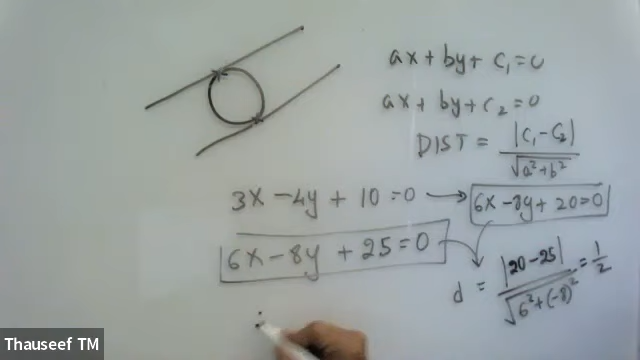 ax + by + c₁ = 0
ax + by + c₂ = 0
DIST = |c₁ - c₂| / √(a² + b²)
3x - 4y + 10 = 0 → 6x - 8y + 20 = 0
6x - 8y + 25 = 0
d = |20 - 25| / √(6² + (-8)²) = 1/2
∴
Thauseef TM